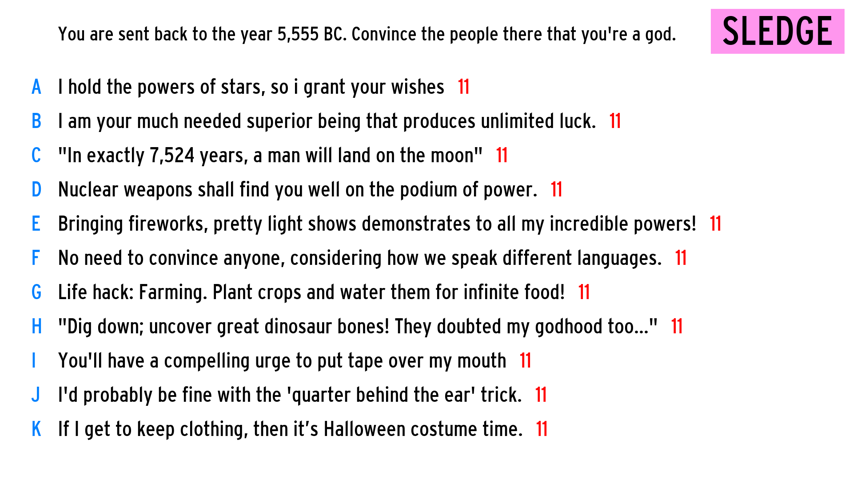 You are sent back to the year 5,555 BC. Convince the people there that you're a god.
SLEDGE
A I hold the powers of stars, so i grant your wishes 11
B I am your much needed superior being that produces unlimited luck. 11
C "In exactly 7,524 years, a man will land on the moon" 11
D Nuclear weapons shall find you well on the podium of power. 11
E Bringing fireworks, pretty light shows demonstrates to all my incredible powers! 11
F No need to convince anyone, considering how we speak different languages. 11
G Life hack: Farming. Plant crops and water them for infinite food! 11
H "Dig down; uncover great dinosaur bones! They doubted my godhood too..." 11
I You'll have a compelling urge to put tape over my mouth 11
J I'd probably be fine with the 'quarter behind the ear' trick. 11
K If I get to keep clothing, then it’s Halloween costume time. 11